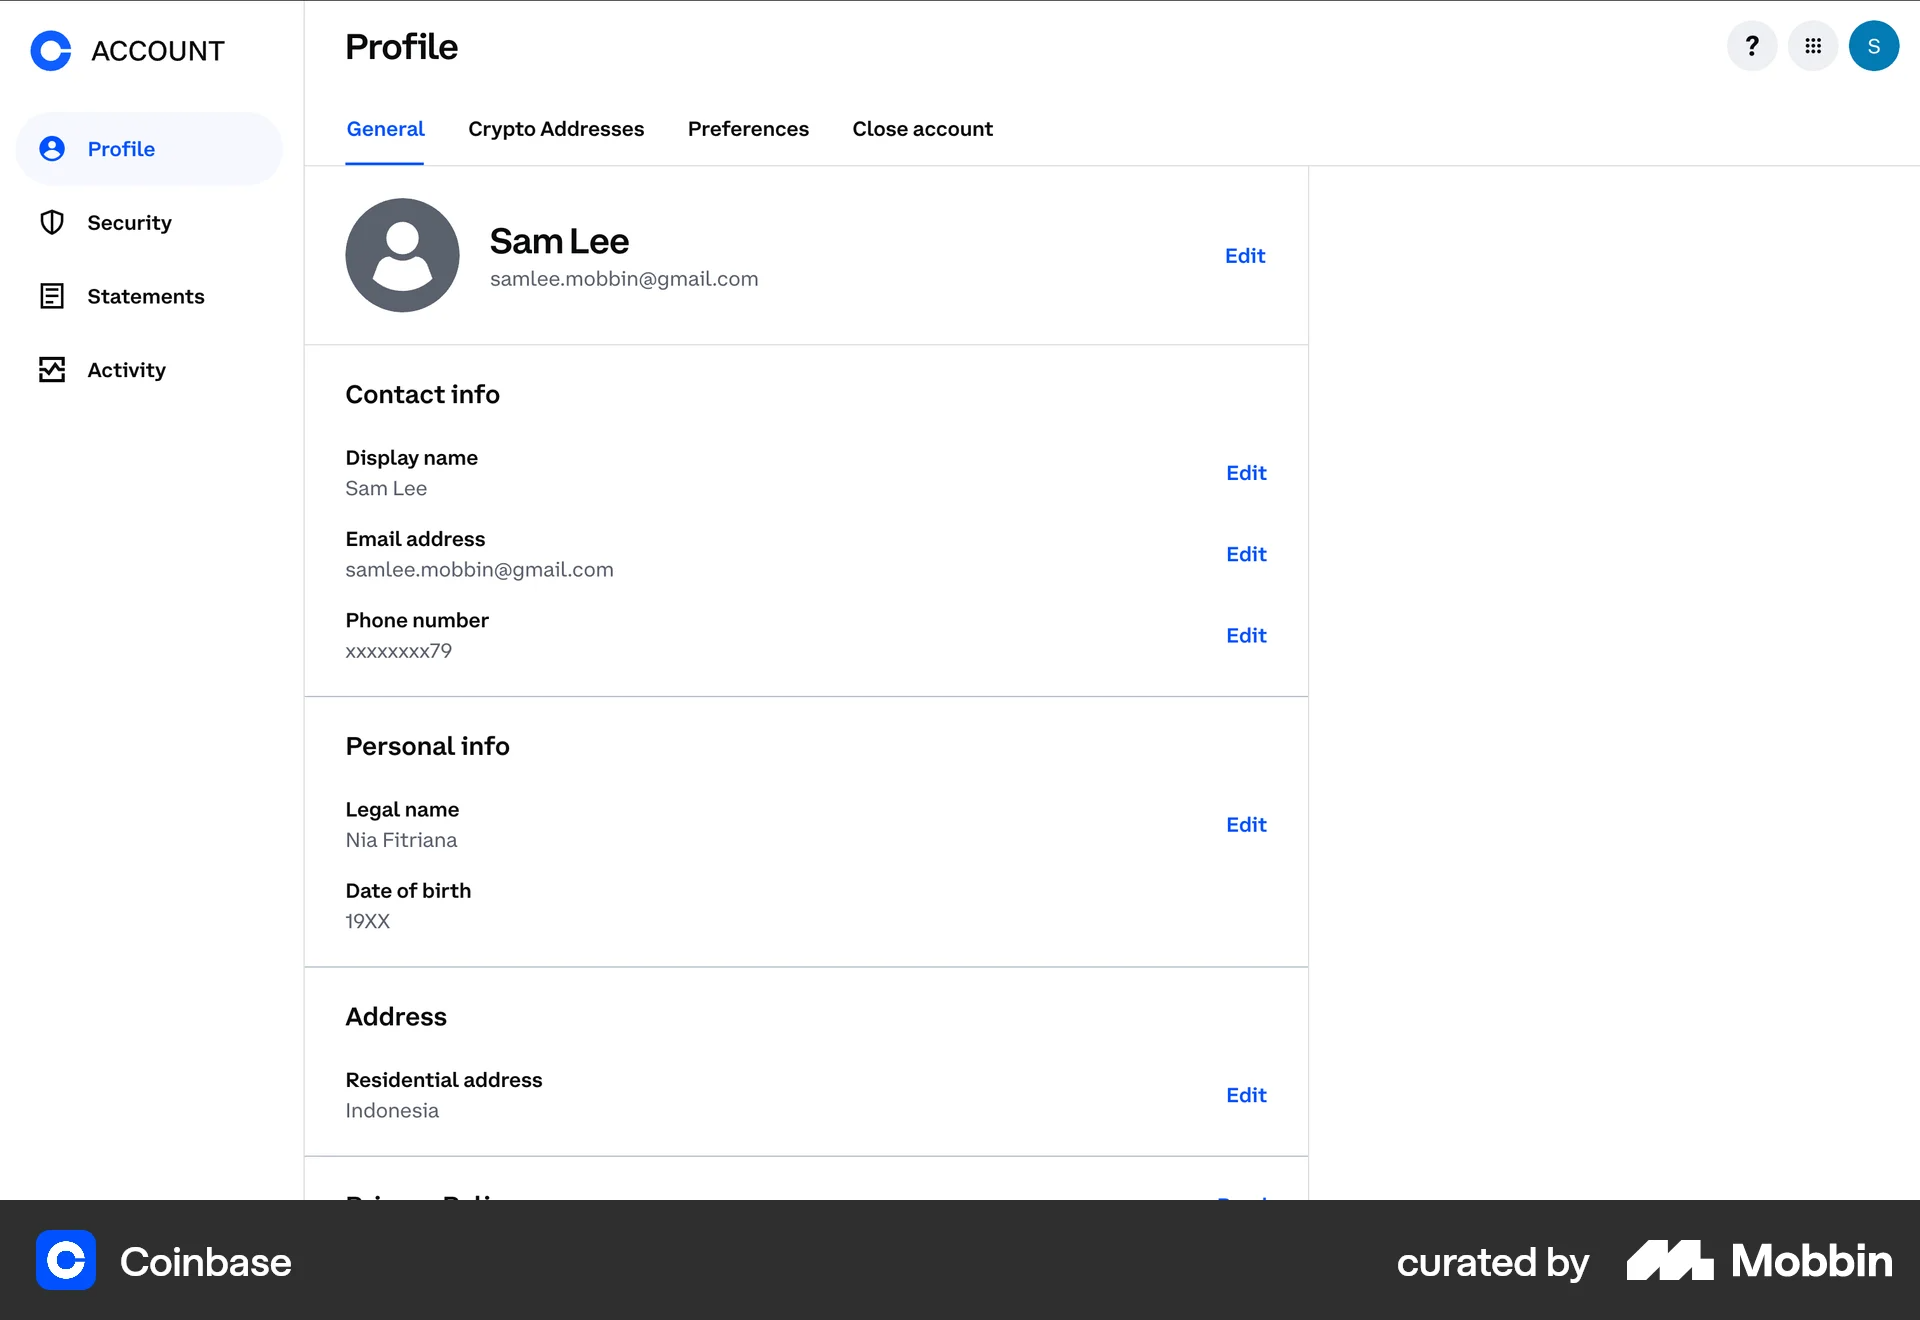 ACCOUNT
Profile
Security
Statements
Activity
Profile
?
S
General Crypto Addresses Preferences Close account
Sam Lee
samlee.mobbin@gmail.com
Edit
Contact info
Display name
Sam Lee
Edit
Email address
samlee.mobbin@gmail.com
Edit
Phone number
xxxxxxxx79
Edit
Personal info
Legal name
Nia Fitriana
Edit
Date of birth
19XX
Address
Residential address
Indonesia
Edit
Coinbase
curated by Mobbin